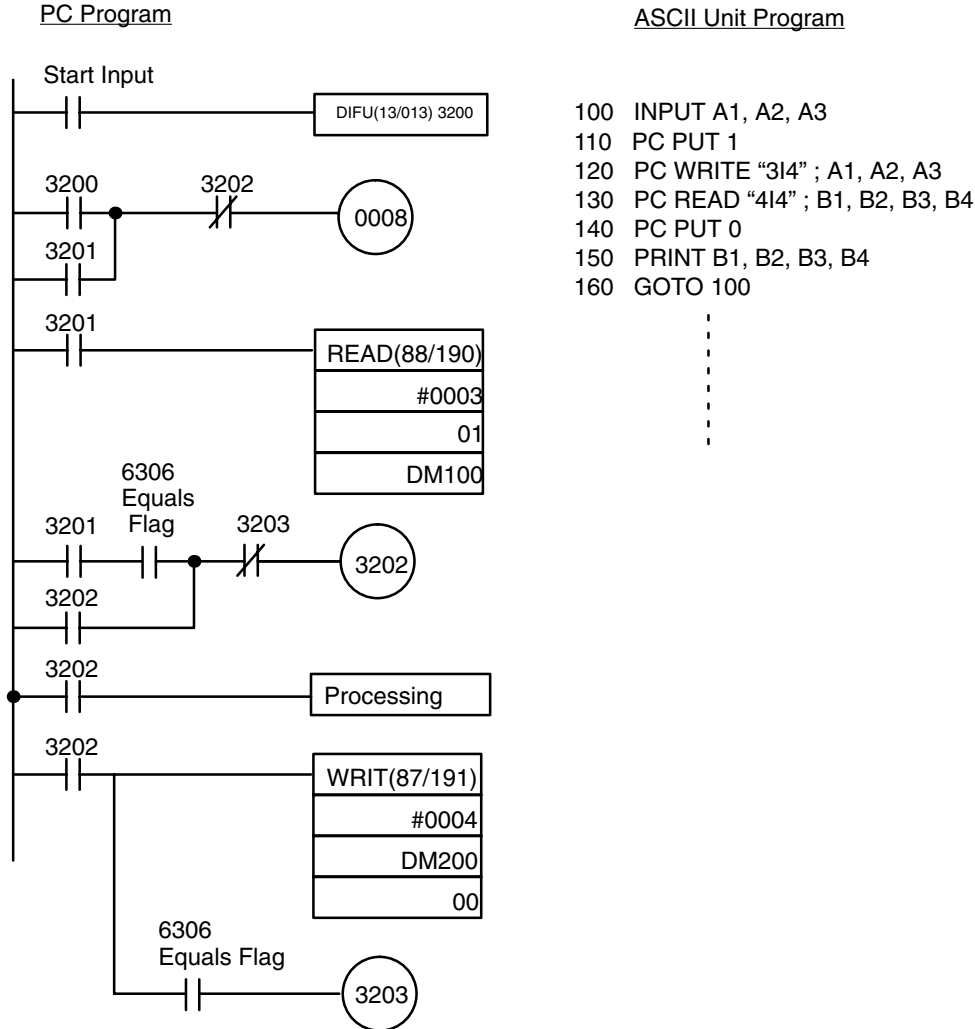 PC Program
Start Input
DIFU(13/013) 3200
3200 3202
0008
3201
3201
READ(88/190)
#0003
01
DM100
6306
Equals
Flag
3201 3203
3202
3202
3202
Processing
3202
WRIT(87/191)
#0004
DM200
00
6306
Equals Flag
3203
ASCII Unit Program
100 INPUT A1, A2, A3
110 PC PUT 1
120 PC WRITE “3I4” ; A1, A2, A3
130 PC READ “4I4” ; B1, B2, B3, B4
140 PC PUT 0
150 PRINT B1, B2, B3, B4
160 GOTO 100